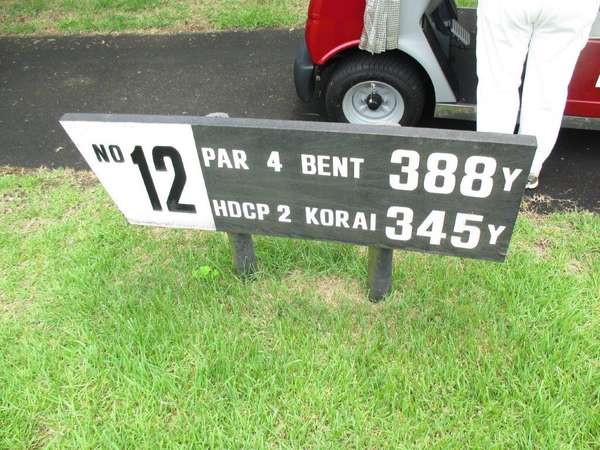 NO 12
PAR 4 BENT 388Y
HDCP 2 KORAI 345Y